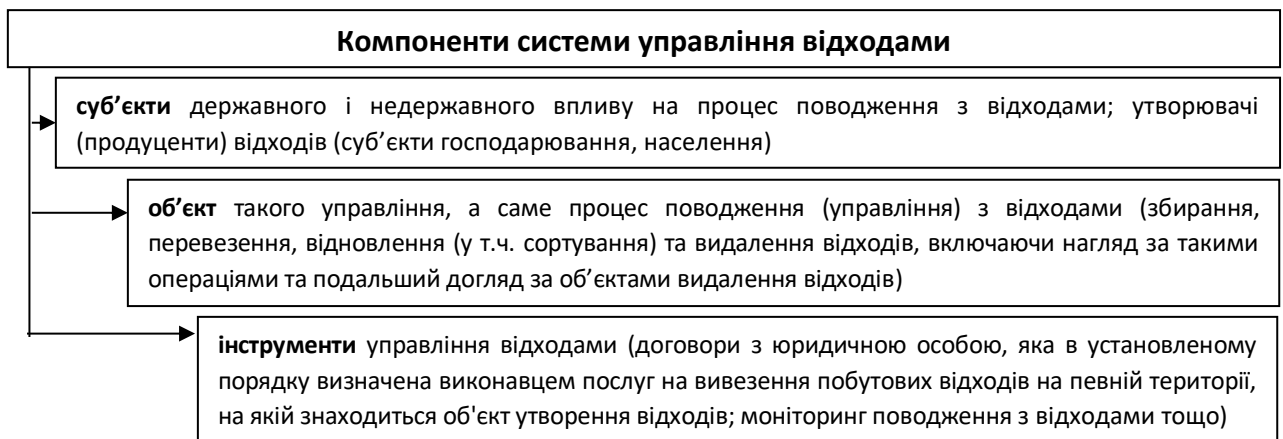 Компоненти системи управління відходами
суб’єкти державного і недержавного впливу на процес поводження з відходами; утворювачі
(продуценти) відходів (суб’єкти господарювання, населення)
об’єкт такого управління, а саме процес поводження (управління) з відходами (збирання,
перевезення, відновлення (у т.ч. сортування) та видалення відходів, включаючи нагляд за такими
операціями та подальший догляд за об’єктами видалення відходів)
інструменти управління відходами (договори з юридичною особою, яка в установленому
порядку визначена виконавцем послуг на вивезення побутових відходів на певній території,
на якій знаходиться об'єкт утворення відходів; моніторинг поводження з відходами тощо)